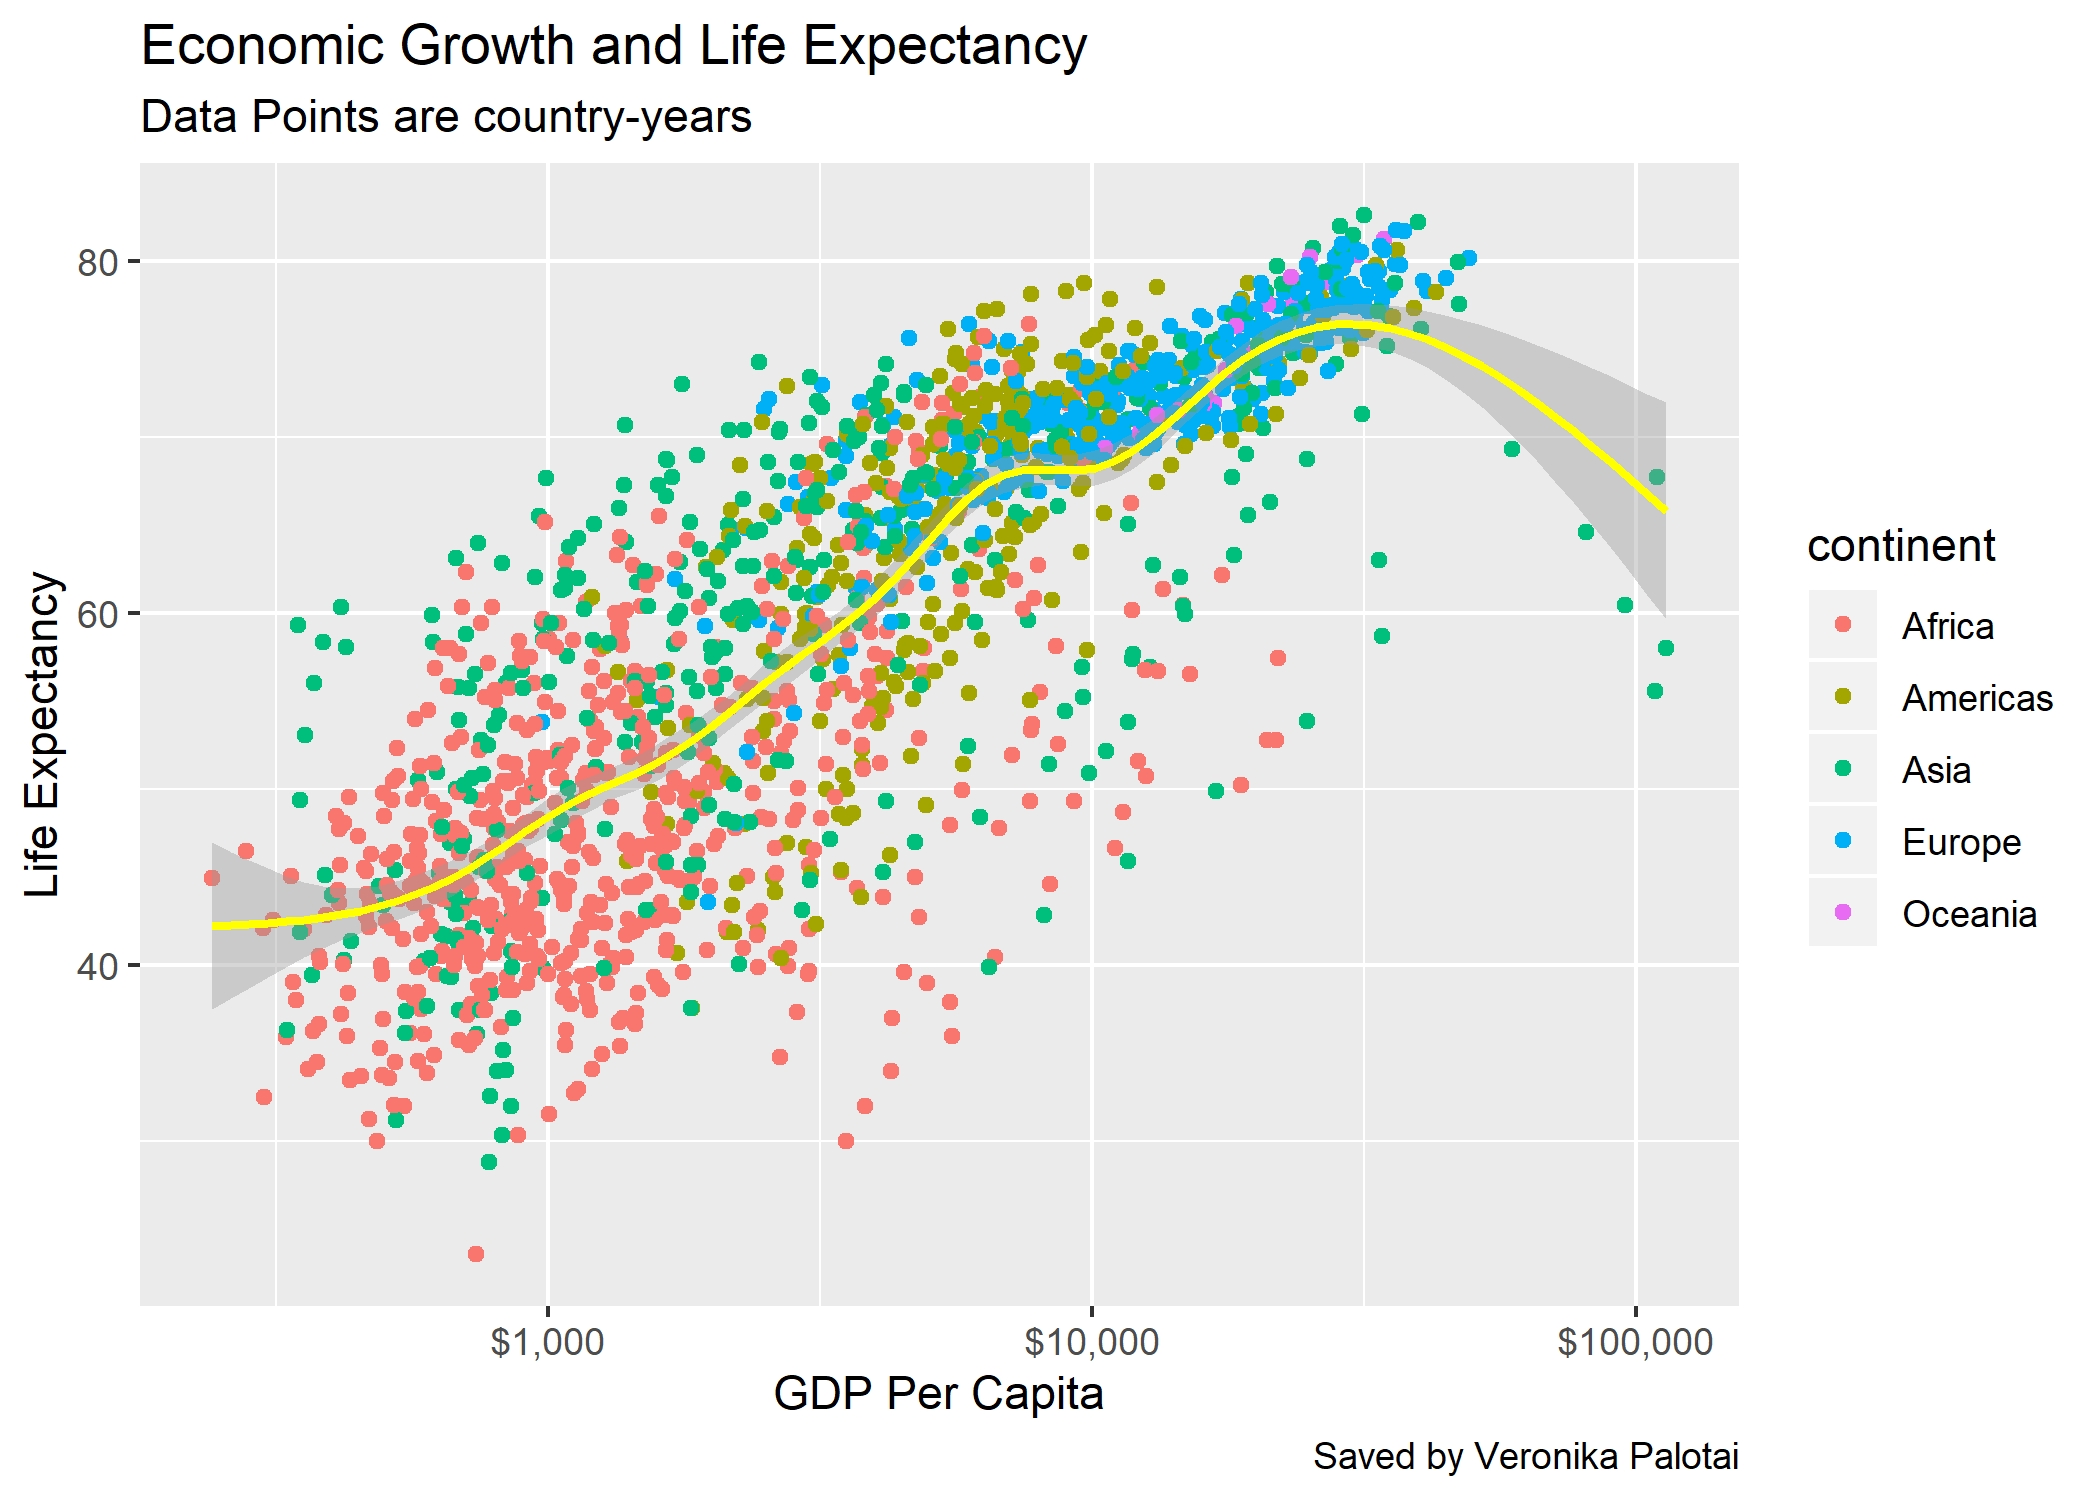 Economic Growth and Life Expectancy
Data Points are country-years
Life Expectancy
80
60
40
$1,000
$10,000
$100,000
GDP Per Capita
continent
Africa
Americas
Asia
Europe
Oceania
Saved by Veronika Palotai